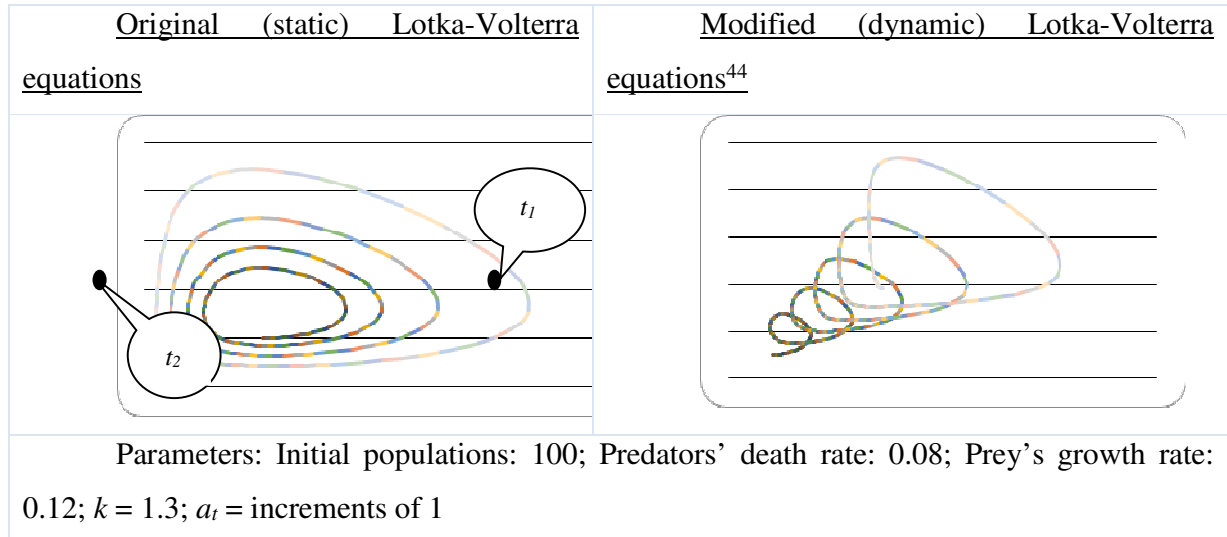 Original (static) Lotka-Volterra
equations
Modified (dynamic) Lotka-Volterra
equations44
t1
t2
Parameters: Initial populations: 100; Predators’ death rate: 0.08; Prey’s growth rate:
0.12; k = 1.3; at = increments of 1